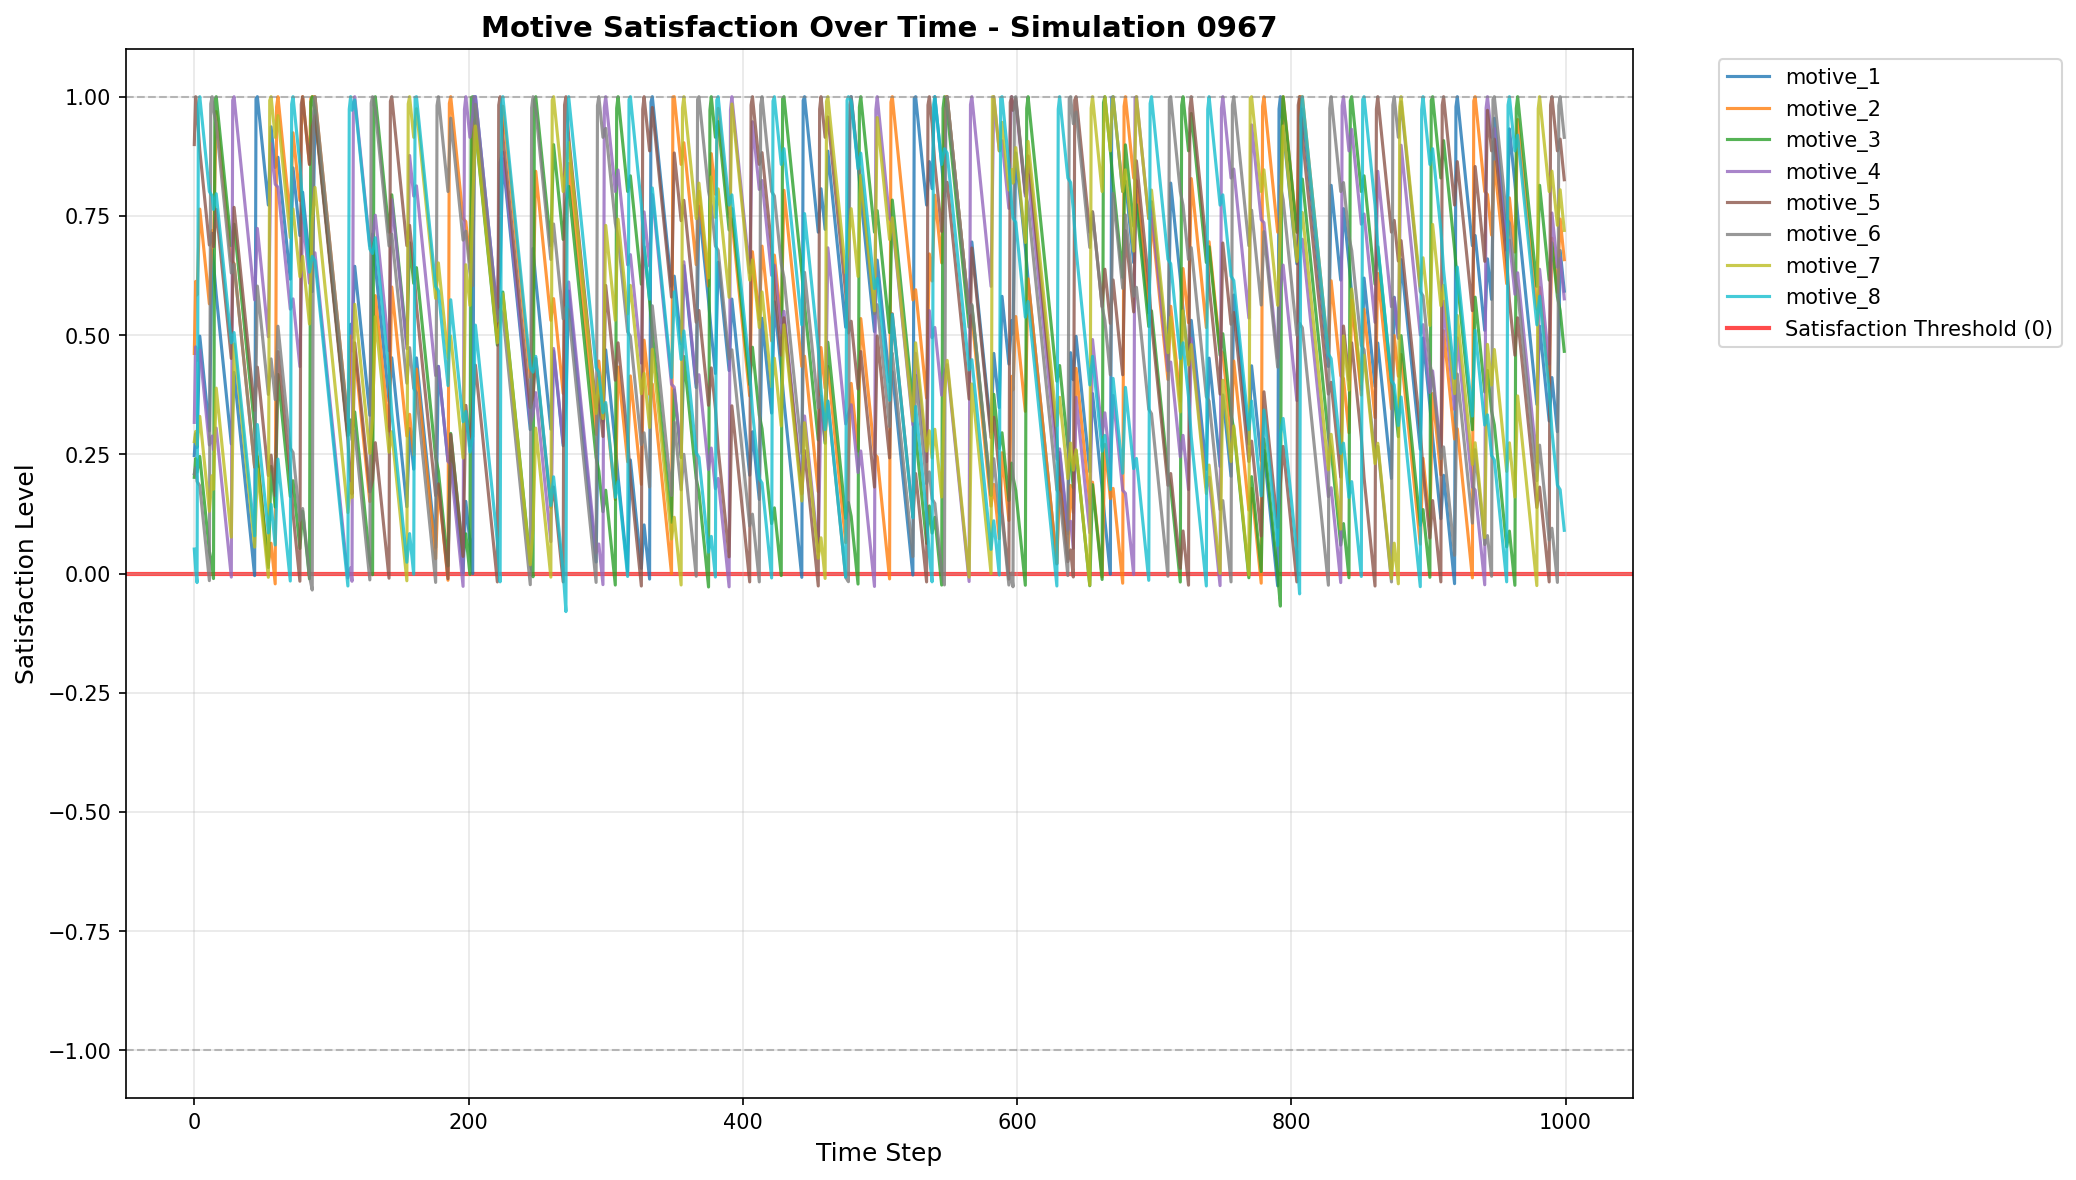 Motive Satisfaction Over Time - Simulation 0967
1.00
0.75
0.50
0.25
0.00
−0.25
−0.50
−0.75
−1.00
Satisfaction Level
0
200
400
600
800
1000
Time Step
motive_1
motive_2
motive_3
motive_4
motive_5
motive_6
motive_7
motive_8
Satisfaction Threshold (0)